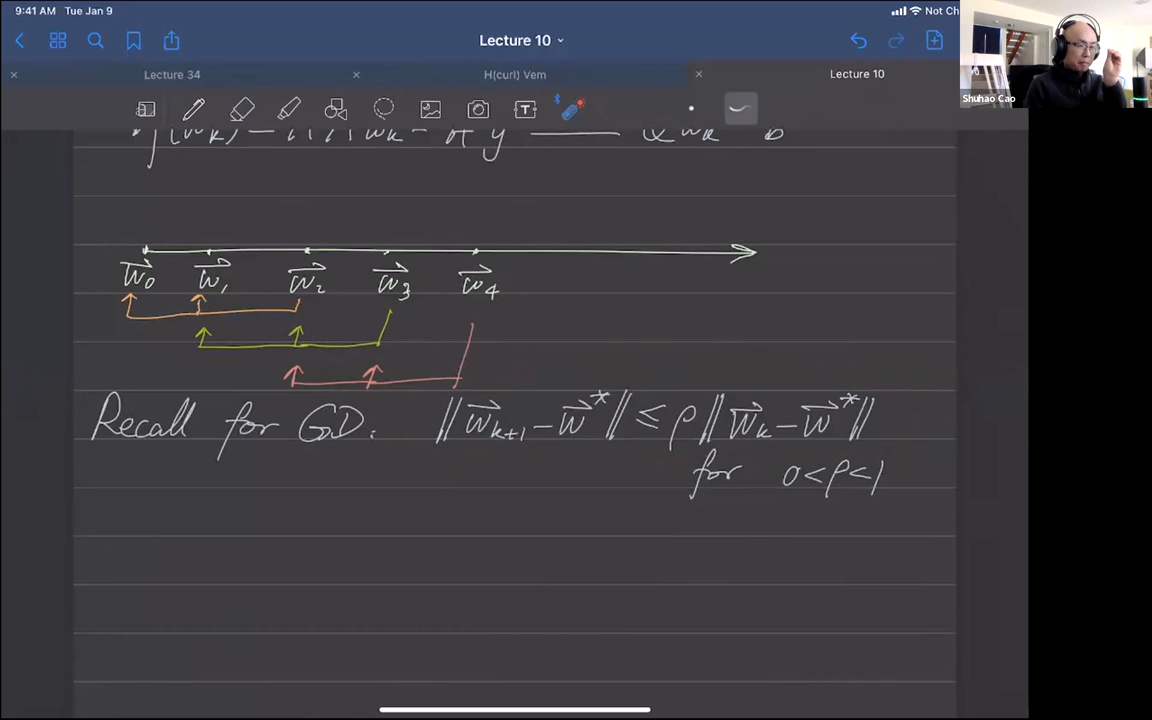 9:41 AM Tue Jan 9
Not Ch
Lecture 10
Lecture 34
H(curl) Vem
Lecture 10
Shuhao Cao
w⃗₀ w⃗₁ w⃗₂ w⃗₃ w⃗₄
Recall for GD. ‖w⃗ₖ₊₁ − w⃗*‖ ≤ ρ‖w⃗ₖ − w⃗*‖
for 0<ρ<1